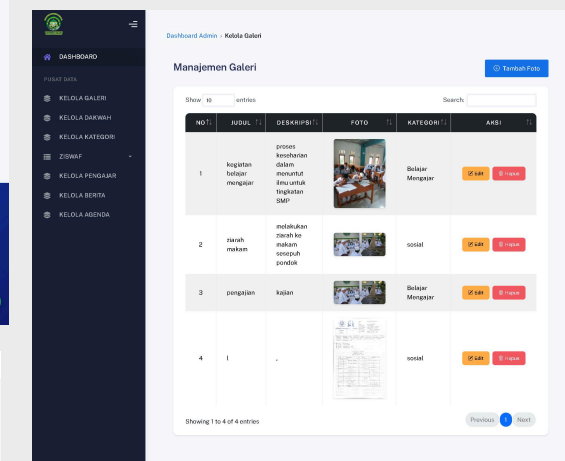 Dashboard Admin › Kelola Galeri
DASHBOARD
PUSAT DATA
KELOLA GALERI
KELOLA DAKWAH
KELOLA KATEGORI
ZISWAF
KELOLA PENGAJAR
KELOLA BERITA
KELOLA AGENDA
Manajemen Galeri
Tambah Foto
Show 10 entries
Search:
NO JUDUL DESKRIPSI FOTO KATEGORI AKSI
1 kegiatan belajar mengajar proses keseharian dalam menuntut ilmu untuk tingkatan SMP Belajar Mengajar Edit Hapus
2 ziarah makam melakukan ziarah ke makam sesepuh pondok sosial Edit Hapus
3 pengajian kajian Belajar Mengajar Edit Hapus
4 l . sosial Edit Hapus
Showing 1 to 4 of 4 entries
Previous 1 Next